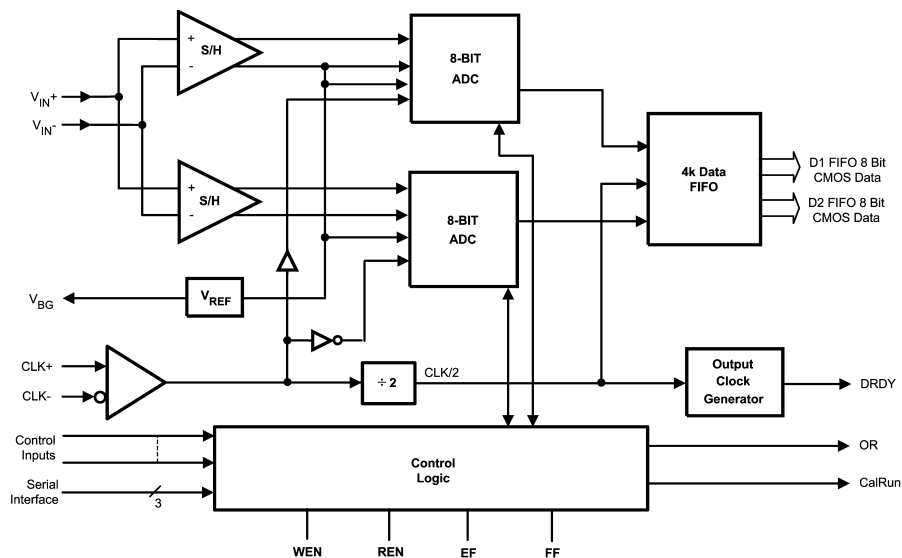 +
S/H
-
8-BIT
ADC
V_IN+
V_IN-
4k Data
FIFO
D1 FIFO 8 Bit
CMOS Data
D2 FIFO 8 Bit
CMOS Data
+
S/H
-
8-BIT
ADC
V_BG
V_REF
CLK+
CLK-
÷ 2
CLK/2
Output
Clock
Generator
DRDY
Control
Inputs
Serial
Interface
3
Control
Logic
OR
CalRun
WEN
REN
EF
FF